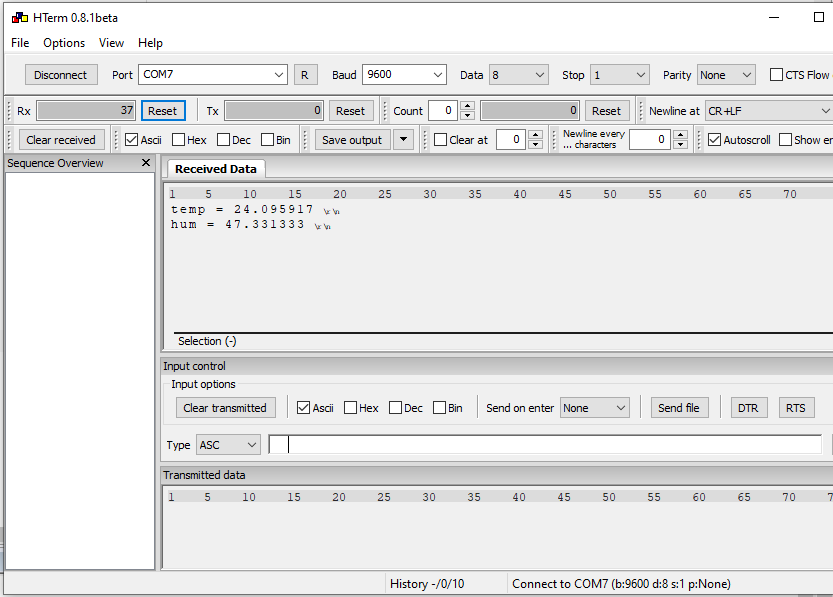 HTerm 0.8.1beta
File Options View Help
Disconnect Port COM7 R Baud 9600 Data 8 Stop 1 Parity None CTS Flow
Rx 37 Reset Tx 0 Reset Count 0 0 Reset Newline at CR+LF
Clear received Ascii Hex Dec Bin Save output Clear at 0 Newline every ... characters 0 Autoscroll Show
Sequence Overview X
Received Data
1 5 10 15 20 25 30 35 40 45 50 55 60 65 70
temp = 24.095917 \r\n
hum = 47.331333 \r\n
Selection (-)
Input control
Input options
Clear transmitted Ascii Hex Dec Bin Send on enter None Send file DTR RTS
Type ASC
Transmitted data
1 5 10 15 20 25 30 35 40 45 50 55 60 65 70
History -/0/10 Connect to COM7 (b:9600 d:8 s:1 p:None)